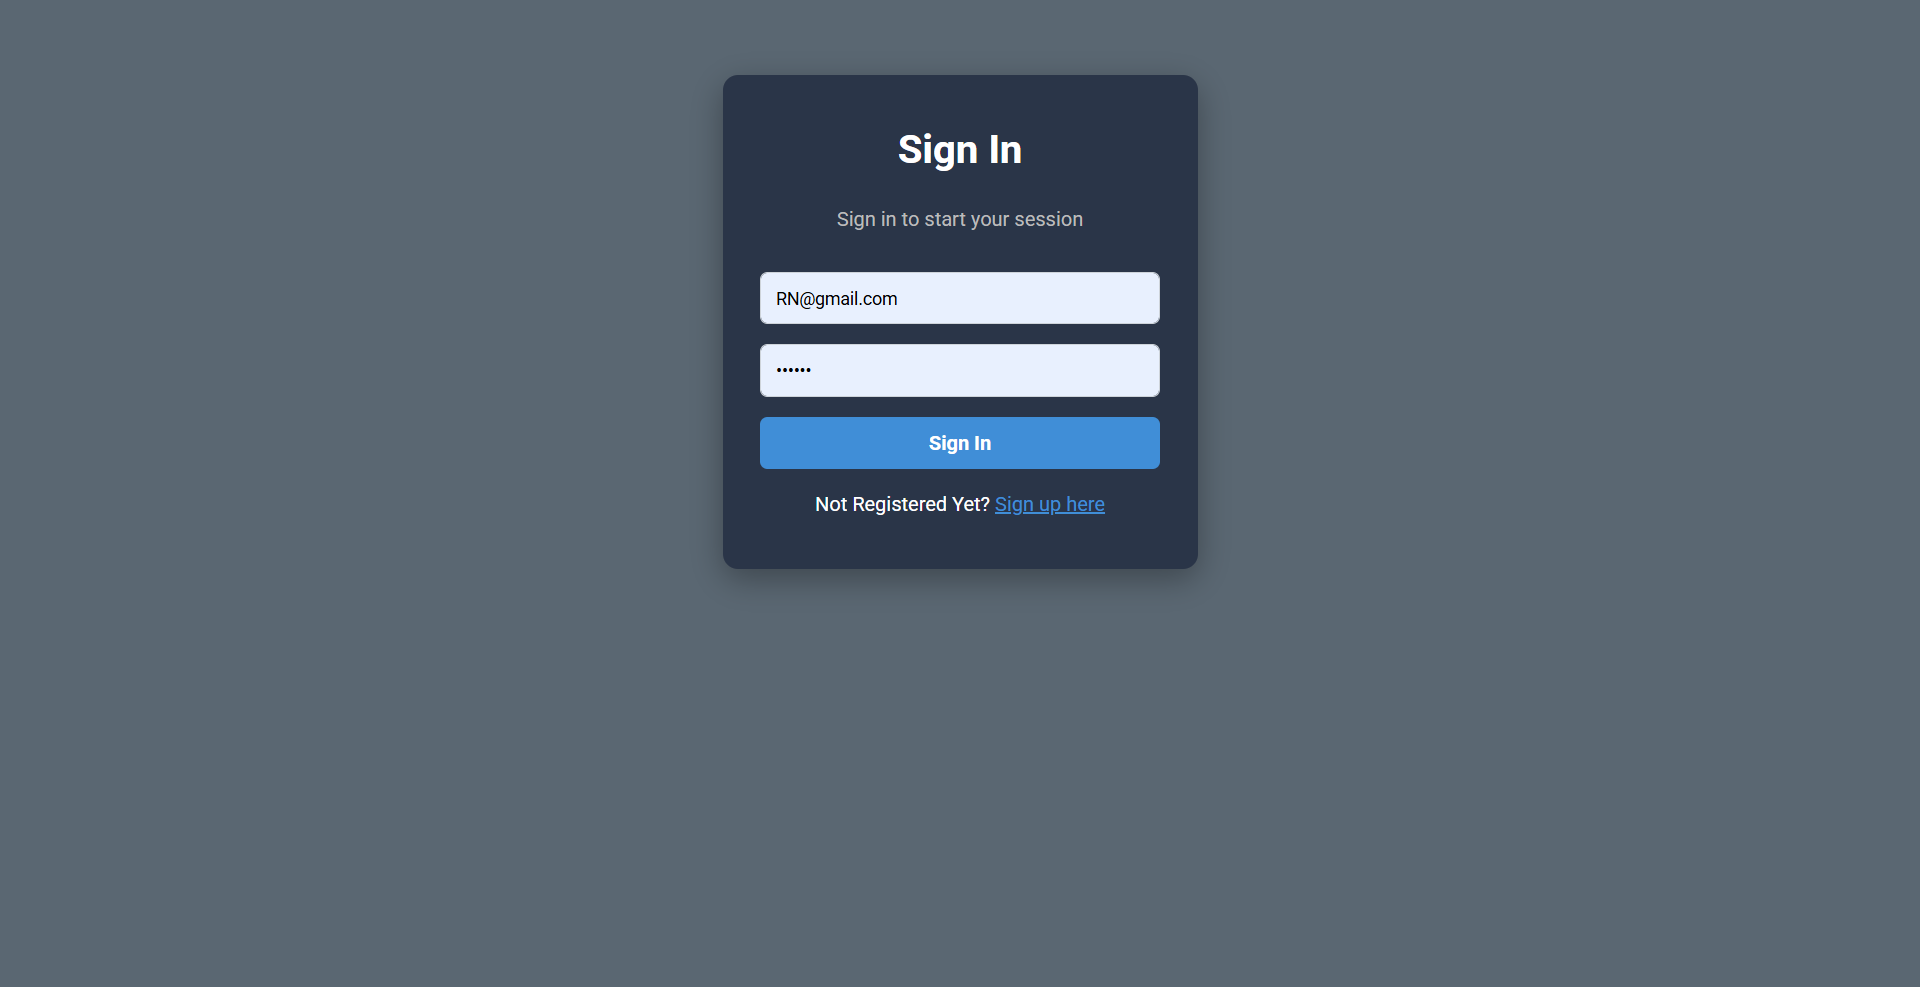 Sign In
Sign in to start your session
RN@gmail.com
••••••
Sign In
Not Registered Yet? Sign up here